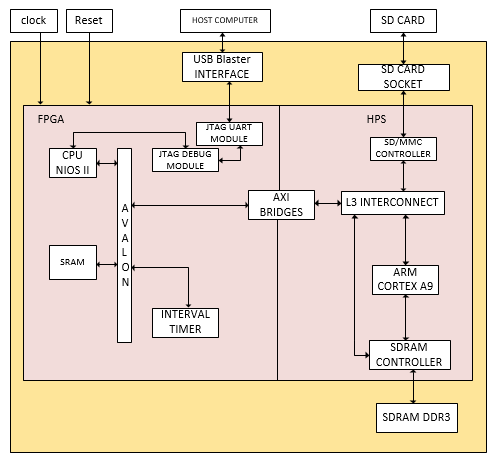 clock
Reset
HOST COMPUTER
SD CARD
USB Blaster
INTERFACE
SD CARD
SOCKET
FPGA
HPS
JTAG UART
MODULE
SD/MMC
CONTROLLER
CPU
NIOS II
JTAG DEBUG
MODULE
A
V
A
L
O
N
AXI
BRIDGES
L3 INTERCONNECT
SRAM
ARM
CORTEX A9
INTERVAL
TIMER
SDRAM
CONTROLLER
SDRAM DDR3